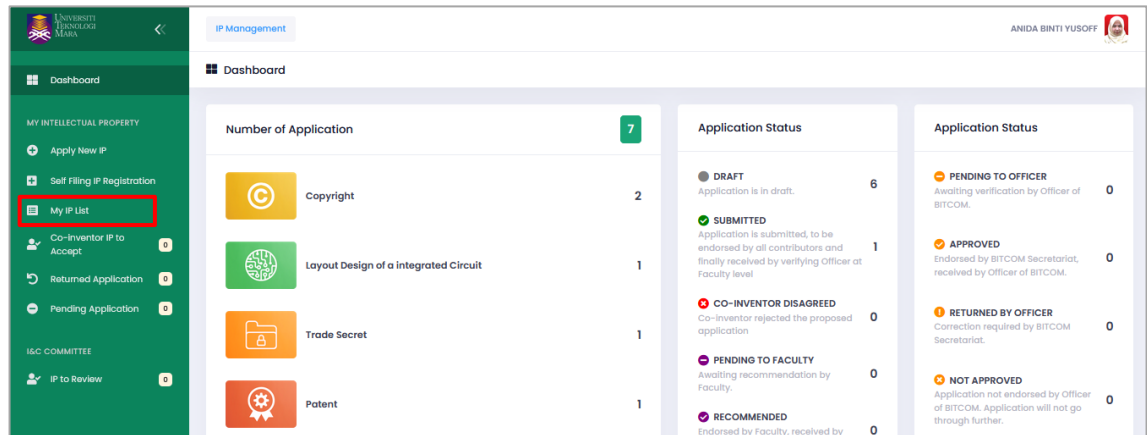 UNIVERSITI
TEKNOLOGI
MARA
IP Management
ANIDA BINTI YUSOFF
Dashboard
MY INTELLECTUAL PROPERTY
Apply New IP
Self Filing IP Registration
My IP List
Co-inventor IP to
Accept
0
Returned Application 0
Pending Application 0
I&C COMMITTEE
IP to Review 0
Dashboard
Number of Application 7
Copyright 2
Layout Design of a integrated Circuit 1
Trade Secret 1
Patent 1
Application Status
DRAFT
Application is in draft.
6
SUBMITTED
Application is submitted, to be
endorsed by all contributors and
finally received by verifying Officer at
Faculty level
1
CO-INVENTOR DISAGREED
Co-inventor rejected the proposed
application
0
PENDING TO FACULTY
Awaiting recommendation by
Faculty.
0
RECOMMENDED
Endorsed by Faculty, received by
0
Application Status
PENDING TO OFFICER
Awaiting verification by Officer of
BITCOM.
0
APPROVED
Endorsed by BITCOM Secretariat,
received by Officer of BITCOM.
0
RETURNED BY OFFICER
Correction required by BITCOM
Secretariat.
0
NOT APPROVED
Application not endorsed by Officer
of BITCOM. Application will not go
through further.
0